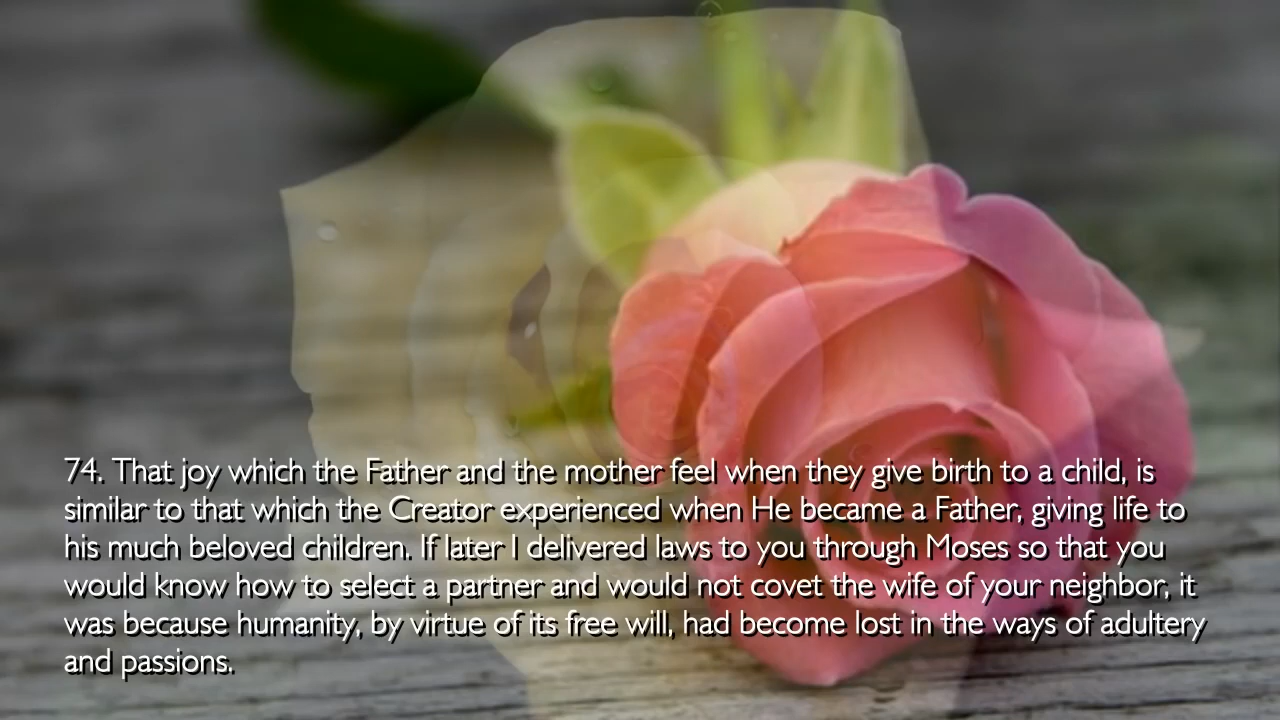 74. That joy which the Father and the mother feel when they give birth to a child, is
similar to that which the Creator experienced when He became a Father, giving life to
his much beloved children. If later I delivered laws to you through Moses so that you
would know how to select a partner and would not covet the wife of your neighbor, it
was because humanity, by virtue of its free will, had become lost in the ways of adultery
and passions.